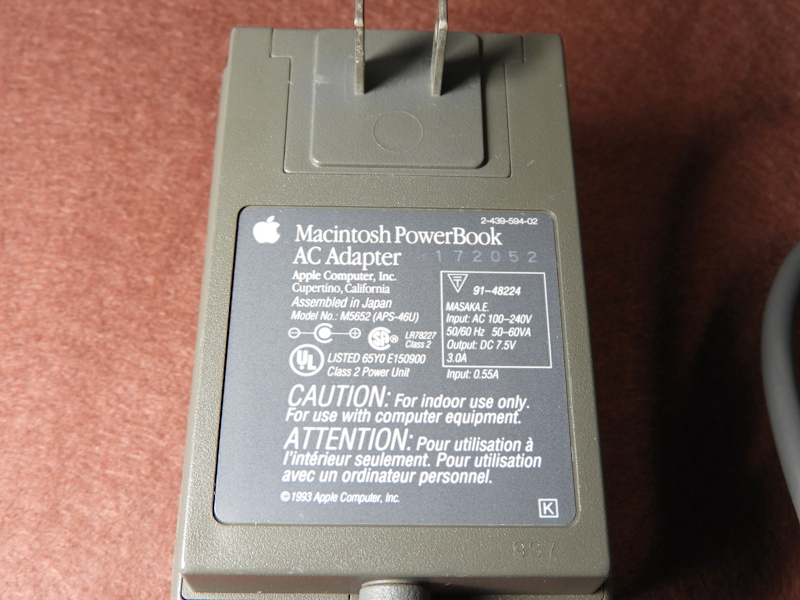 2-439-594-02
Macintosh PowerBook
AC Adapter
172052
Apple Computer, Inc.
Cupertino, California
Assembled in Japan
Model No.: M5652 (APS-46U)
LR78227
Class 2
LISTED 65Y0 E150900
Class 2 Power Unit
T
91-48224
MASAKA.E.
Input: AC 100-240V
50/60 Hz 50-60VA
Output: DC 7.5V
3.0A
Input: 0.55A
SA
®
UL
CAUTION: For indoor use only.
For use with computer equipment.
ATTENTION: Pour utilisation à
l'intérieur seulement. Pour utilisation
avec un ordinateur personnel.
©1993 Apple Computer, Inc.
K